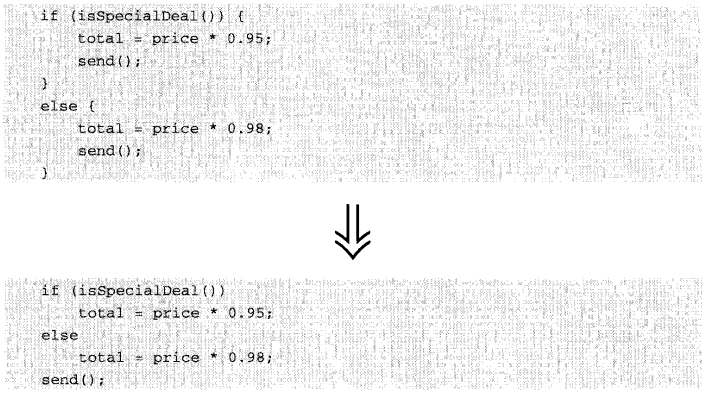 if (isSpecialDeal()) {
    total = price * 0.95;
    send();
}
else {
    total = price * 0.98;
    send();
}
if (isSpecialDeal())
    total = price * 0.95;
else
    total = price * 0.98;
send();